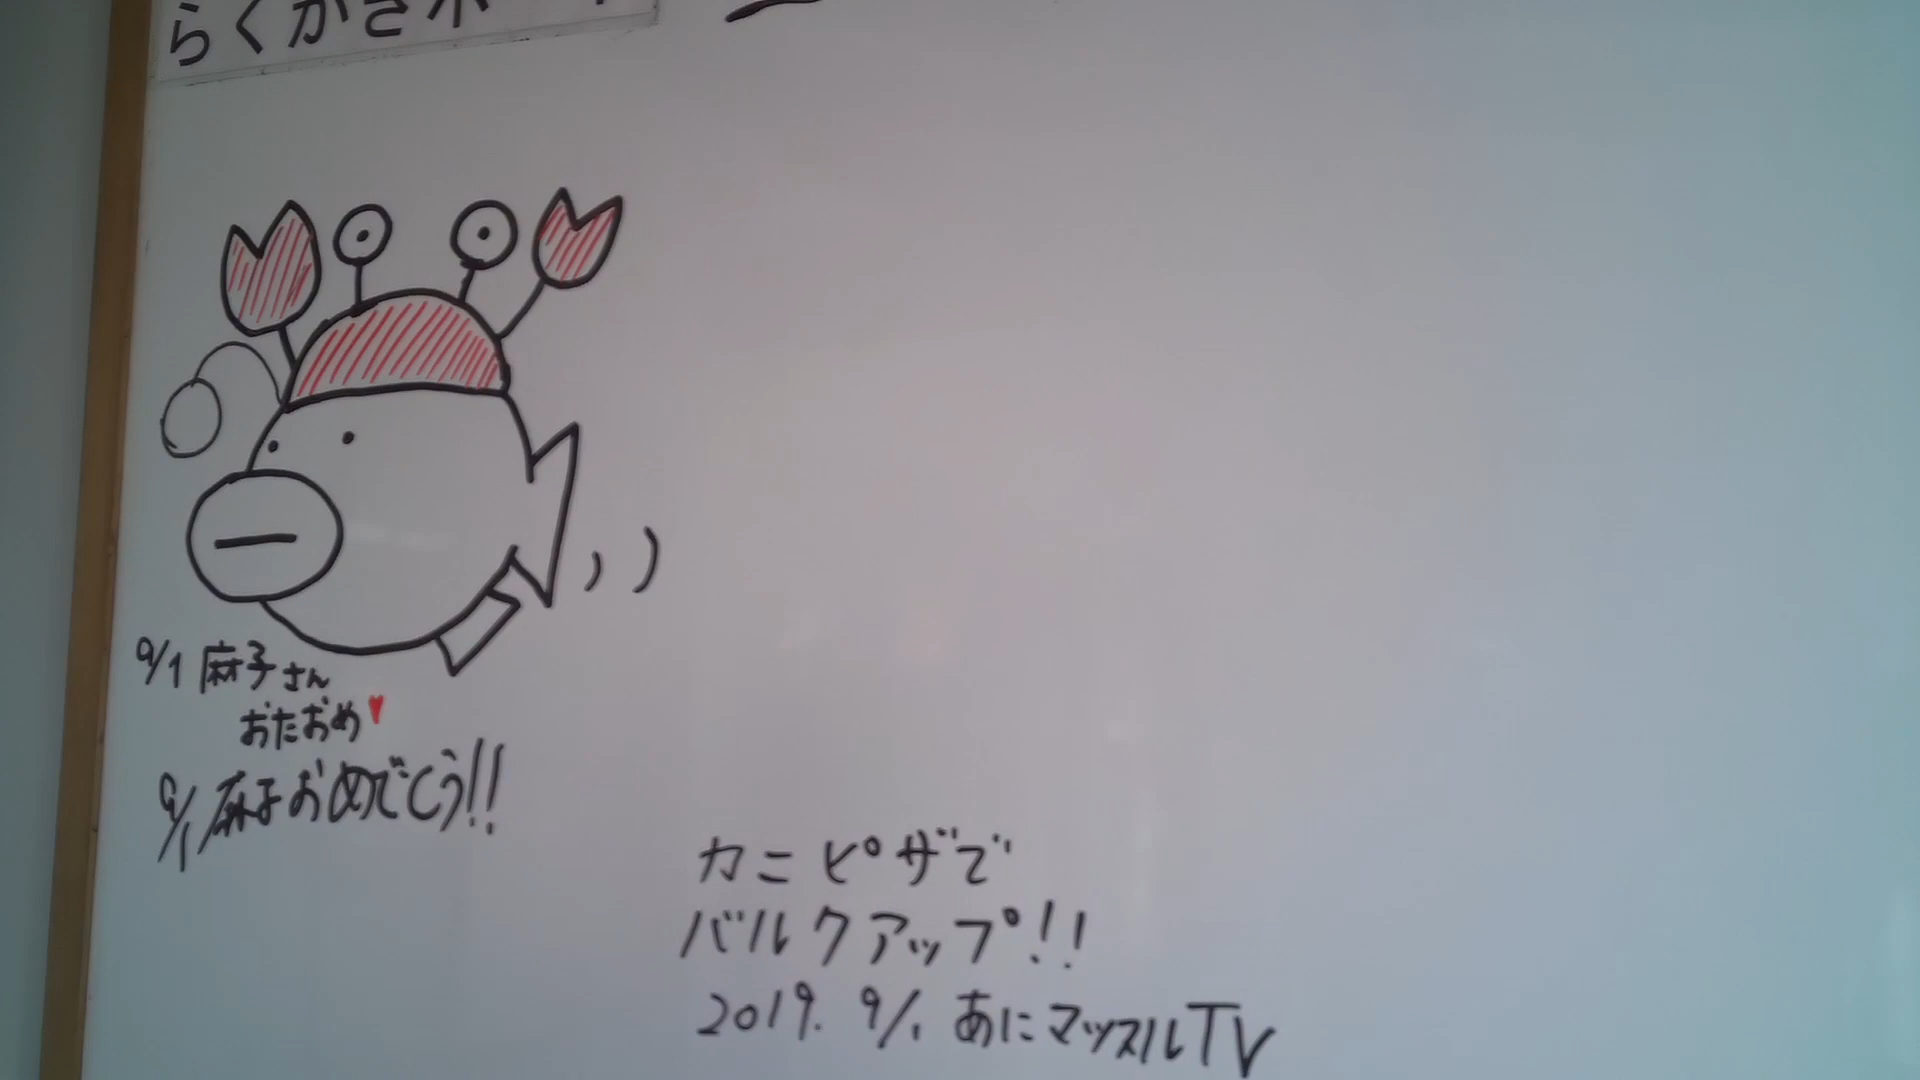 らくがきボ
9/1 麻子さん
おたおめ
9/1 麻子おめでとう!!
カニピザで
バルクアップ!!
2019. 9/1. あにマッスルTV